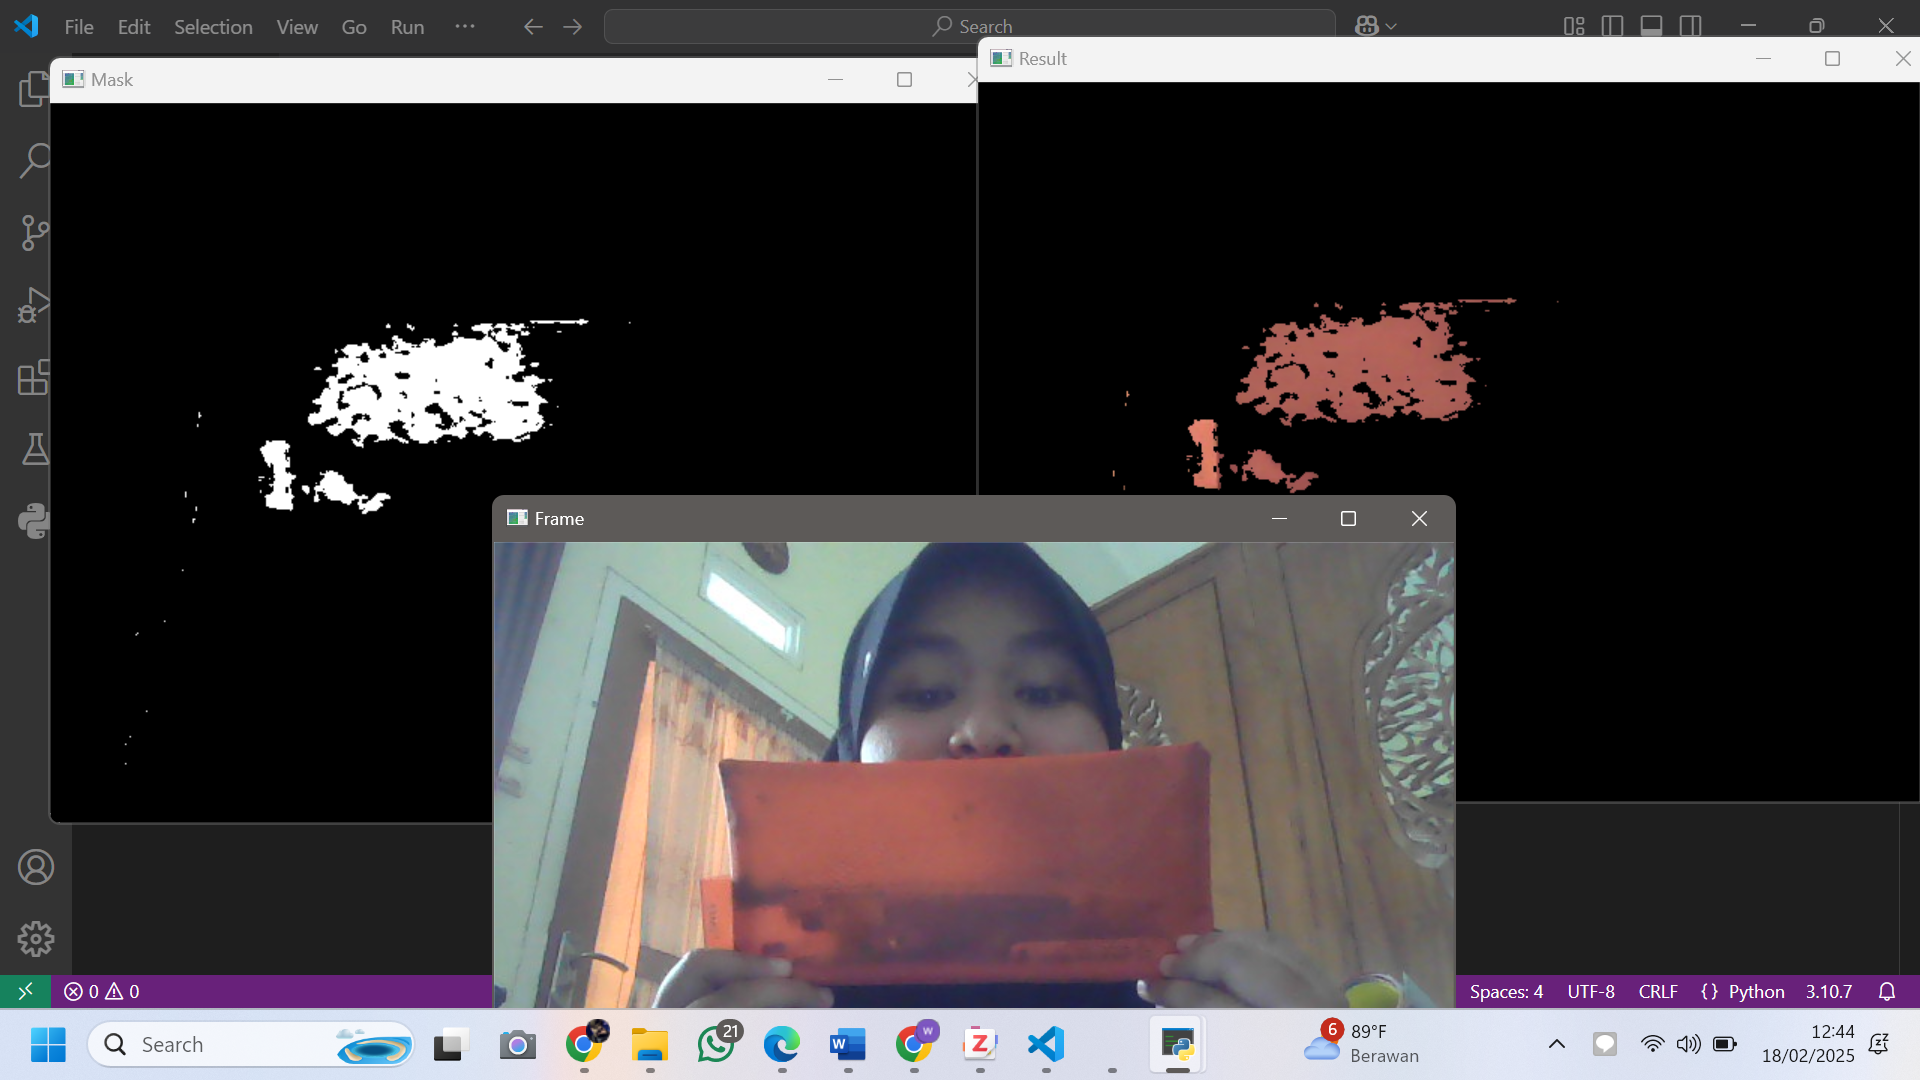 File Edit Selection View Go Run ··· Search
Mask
Result
Frame
0 0
Spaces: 4 UTF-8 CRLF {} Python 3.10.7
Search
21
W
Z
6
89°F
Berawan
12:44
18/02/2025